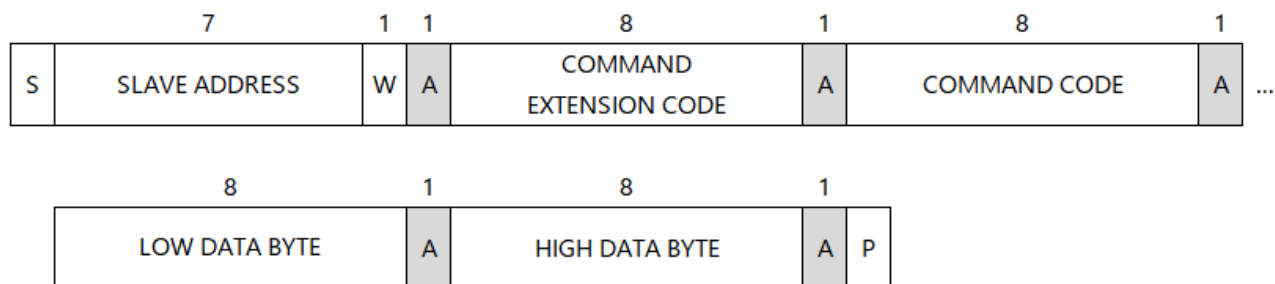 7 1 1 8 1 8 1
S SLAVE ADDRESS W A COMMAND EXTENSION CODE A COMMAND CODE A ...
8 1 8 1
LOW DATA BYTE A HIGH DATA BYTE A P